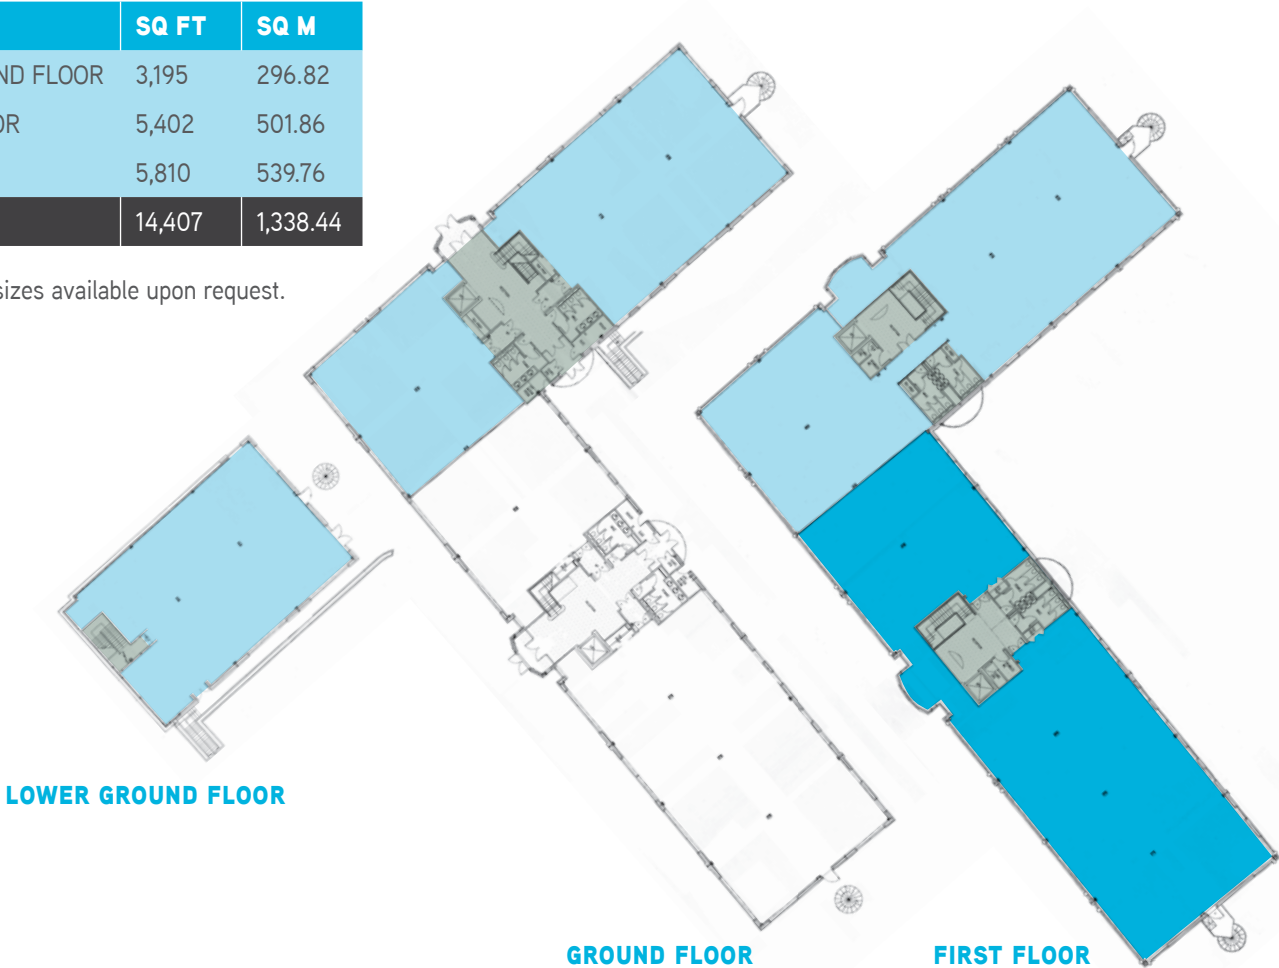 SQ FT SQ M
ND FLOOR 3,195 296.82
OR 5,402 501.86
5,810 539.76
14,407 1,338.44
sizes available upon request.
LOWER GROUND FLOOR
GROUND FLOOR
FIRST FLOOR